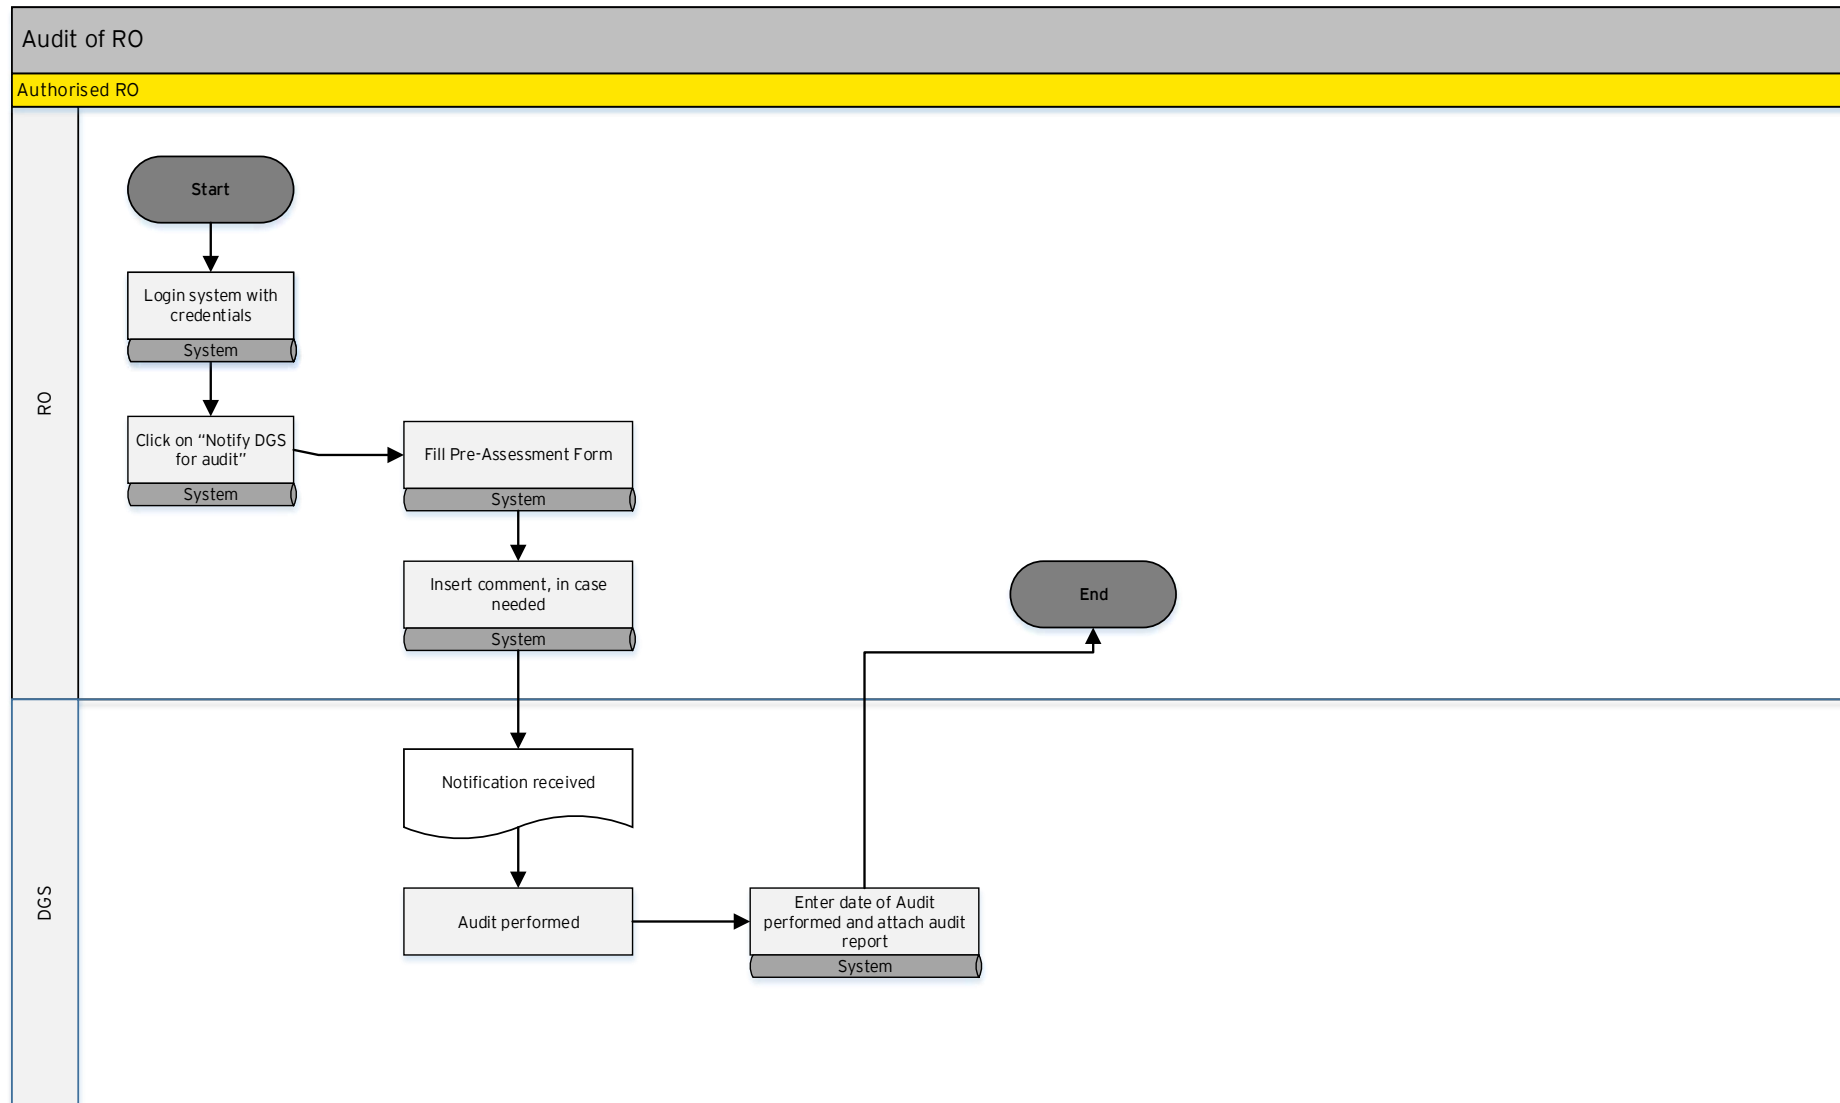 Audit of RO
Authorised RO
RO
Start
Login system with
credentials
System
Click on “Notify DGS
for audit”
System
Fill Pre-Assessment Form
System
Insert comment, in case
needed
System
End
DGS
Notification received
Audit performed
Enter date of Audit
performed and attach audit
report
System